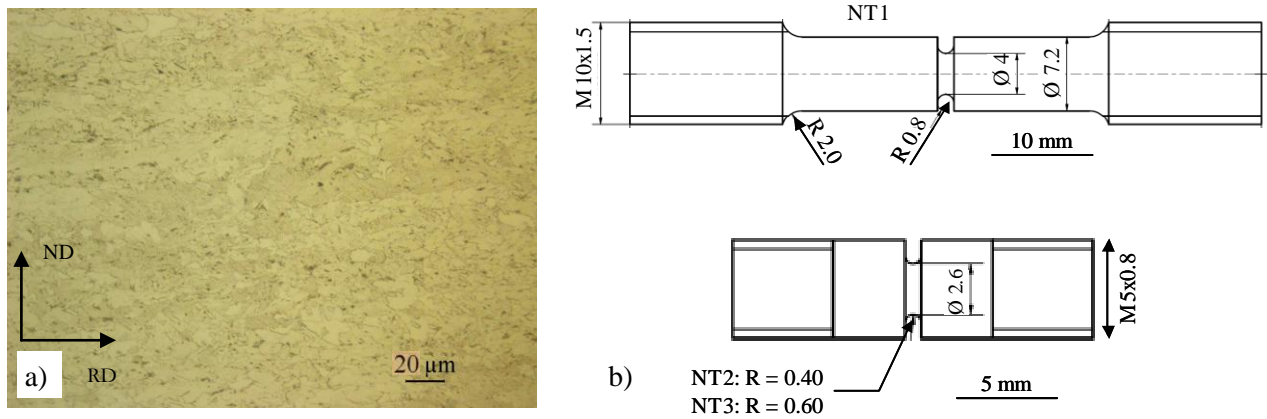 ND
RD
a)
20 µm
NT1
M 10x1.5
Ø 4
Ø 7.2
R 2.0
R 0.8
10 mm
Ø 2.6
M 5x0.8
b)
NT2: R = 0.40
NT3: R = 0.60
5 mm